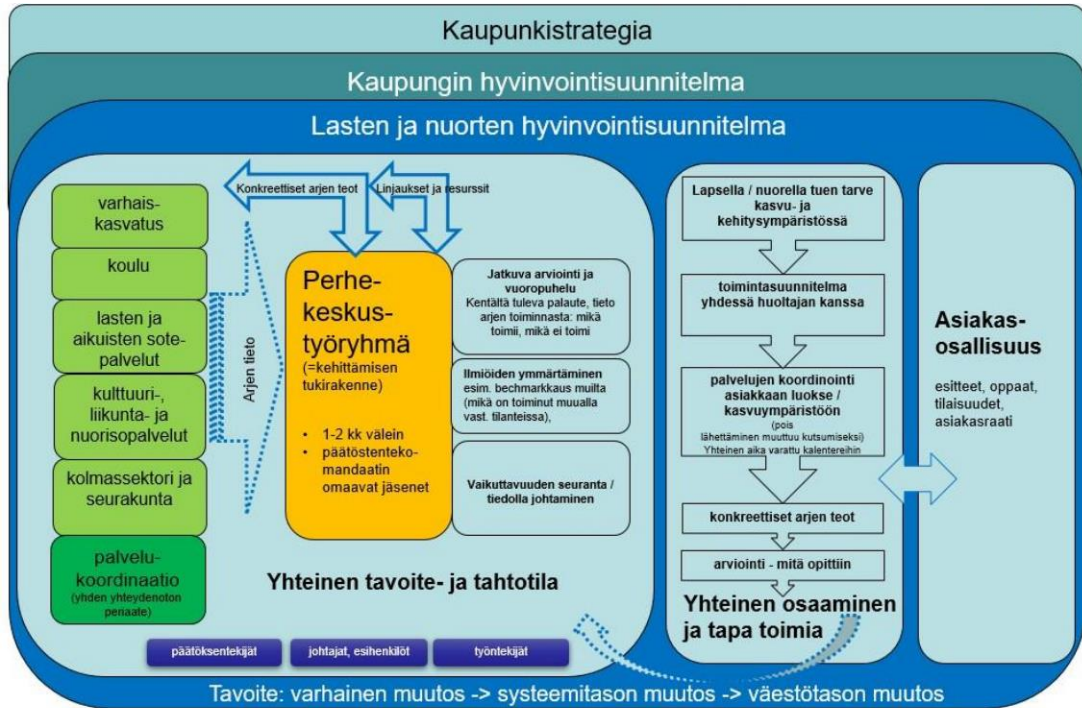 Kaupunkistrategia
Kaupungin hyvinvointisuunnitelma
Lasten ja nuorten hyvinvointisuunnitelma
Konkreettiset arjen teot
Linjaukset ja resurssit
varhais-
kasvatus
koulu
lasten ja
aikuisten sote-
palvelut
kulttuuri-,
liikunta- ja
nuorisopalvelut
kolmassektori ja
seurakunta
palvelu-
koordinaatio
(yhden yhteydenoton
periaate)
Arjen tieto
Perhe-
keskus-
työryhmä
(=kehittämisen
tukirakenne)
• 1-2 kk välein
• päätöstenteko-
mandaatin
omaavat jäsenet
Jatkuva arviointi ja
vuoropuhelu
Kentältä tuleva palaute, tieto
arjen toiminnasta: mikä
toimii, mikä ei toimi
Ilmiöiden ymmärtäminen
esim. bechmarkkaus muilta
(mikä on toiminut muualla
vast. tilanteissa),
Vaikuttavuuden seuranta /
tiedolla johtaminen
Yhteinen tavoite- ja tahtotila
päätöksentekijät
johtajat, esihenkilöt
työntekijät
Lapsella / nuorella tuen tarve
kasvu- ja
kehitysympäristössä
toimintasuunnitelma
yhdessä huoltajan kanssa
palvelujen koordinointi
asiakkaan luokse /
kasvuympäristöön
(pois
lähettäminen muuttuu kutsumiseksi)
Yhteinen aika varattu kalentereihin
konkreettiset arjen teot
arviointi - mitä opittiin
Yhteinen osaaminen
ja tapa toimia
Asiakas-
osallisuus
esitteet, oppaat,
tilaisuudet,
asiakasraati
Tavoite: varhainen muutos -> systeemitason muutos -> väestötason muutos